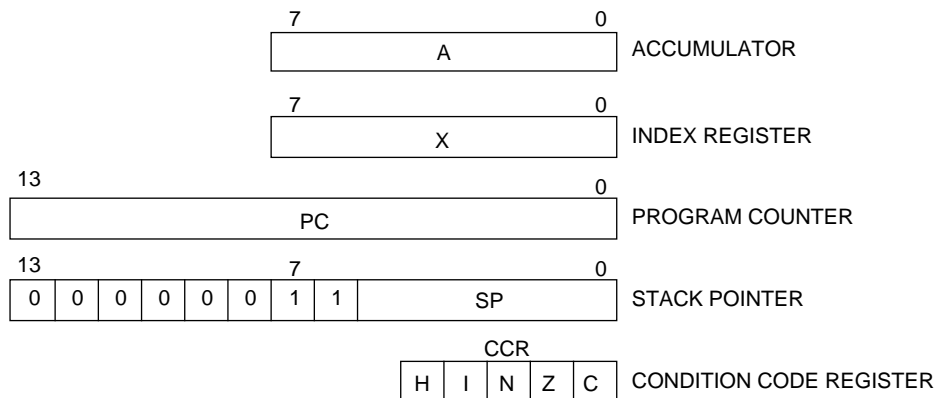 7 0
A ACCUMULATOR
7 0
X INDEX REGISTER
13 0
PC PROGRAM COUNTER
13 7 0
0 0 0 0 0 0 1 1 SP STACK POINTER
CCR
H I N Z C CONDITION CODE REGISTER